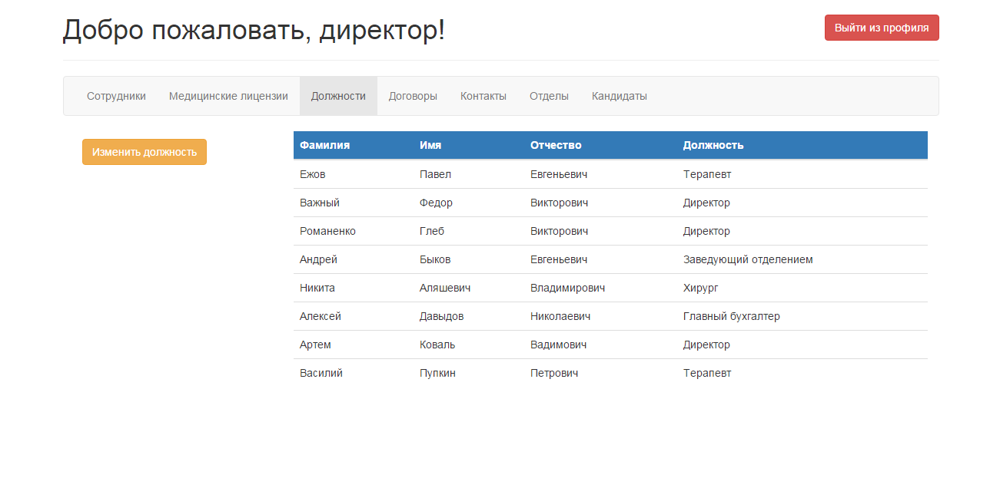 Добро пожаловать, директор!
Выйти из профиля
Сотрудники Медицинские лицензии Должности Договоры Контакты Отделы Кандидаты
Изменить должность
Фамилия Имя Отчество Должность
Ежов Павел Евгеньевич Терапевт
Важный Федор Викторович Директор
Романенко Глеб Викторович Директор
Андрей Быков Евгеньевич Заведующий отделением
Никита Аляшевич Владимирович Хирург
Алексей Давыдов Николаевич Главный бухгалтер
Артем Коваль Вадимович Директор
Василий Пупкин Петрович Терапевт